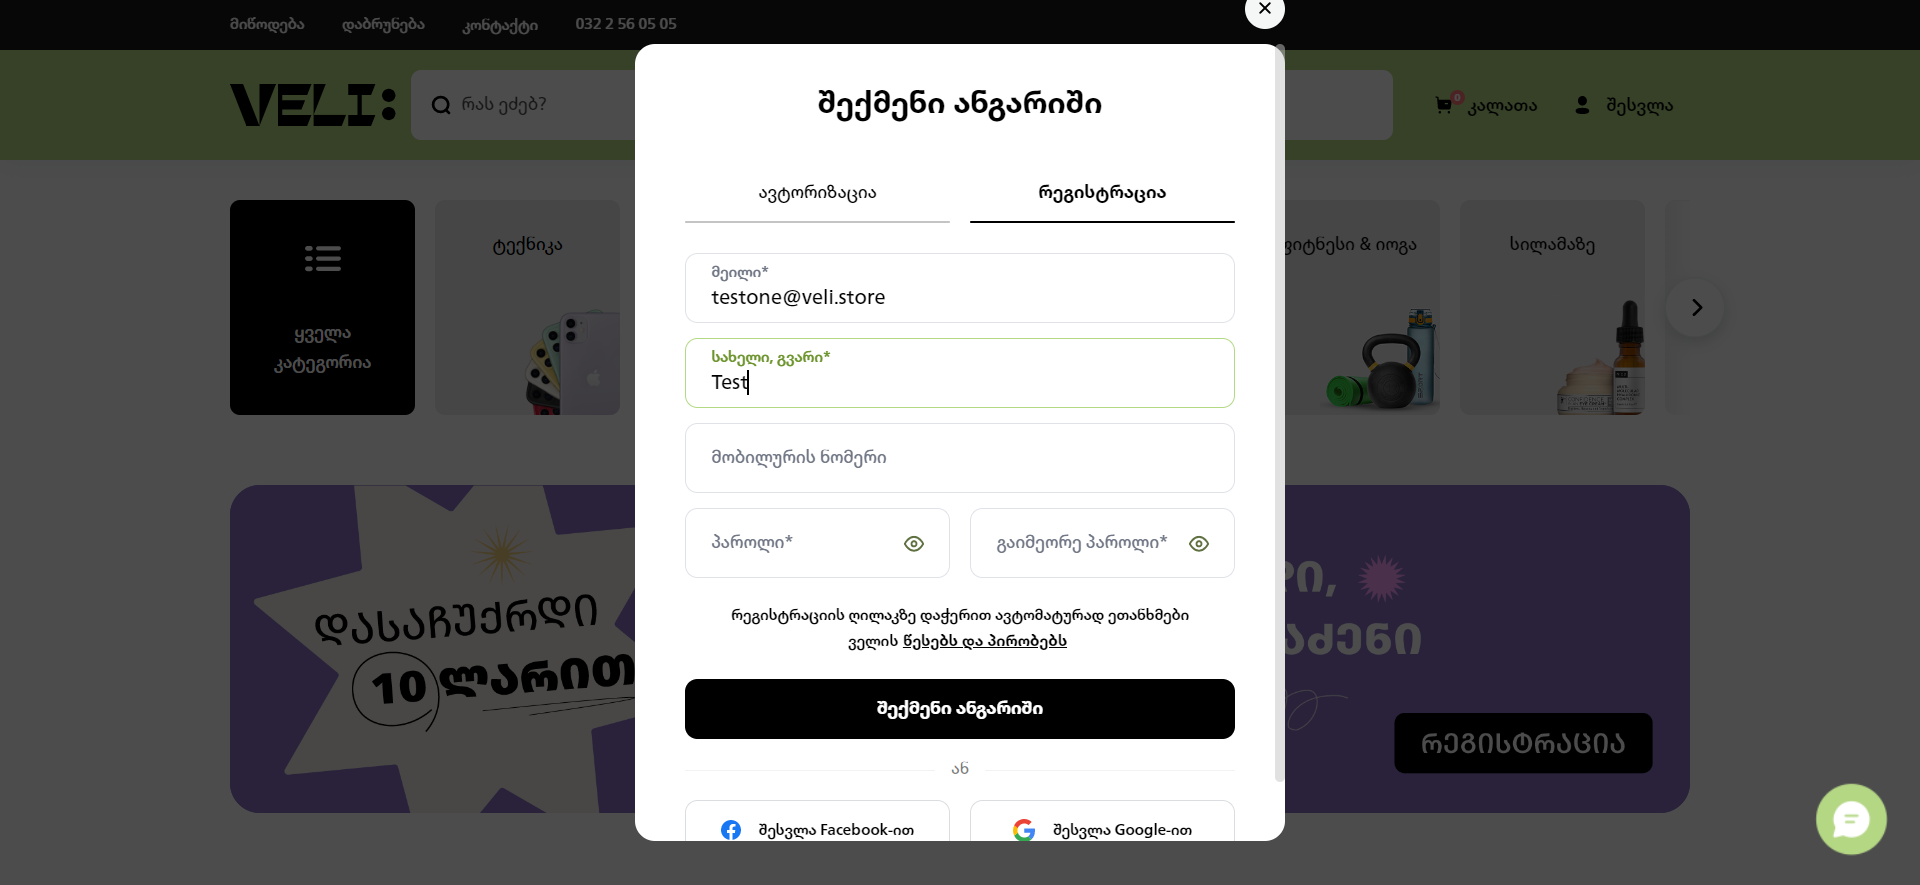 მიწოდება
დაბრუნება
კონტაქტი
032 2 56 05 05
VELI:
რას ეძებ?
0
კალათა
შესვლა
ყველა
კატეგორია
ტექნიკა
ფიტნესი & იოგა
სილამაზე
შექმენი ანგარიში
ავტორიზაცია
რეგისტრაცია
მეილი*
testone@veli.store
სახელი, გვარი*
Test
მობილურის ნომერი
პაროლი*
გაიმეორე პაროლი*
რეგისტრაციის ღილაკზე დაჭერით ავტომატურად ეთანხმები
ველის წესებს და პირობებს
შექმენი ანგარიში
ან
შესვლა Facebook-ით
შესვლა Google-ით
დასაჩუქრდი
10 ლარით
რეგისტრაცია